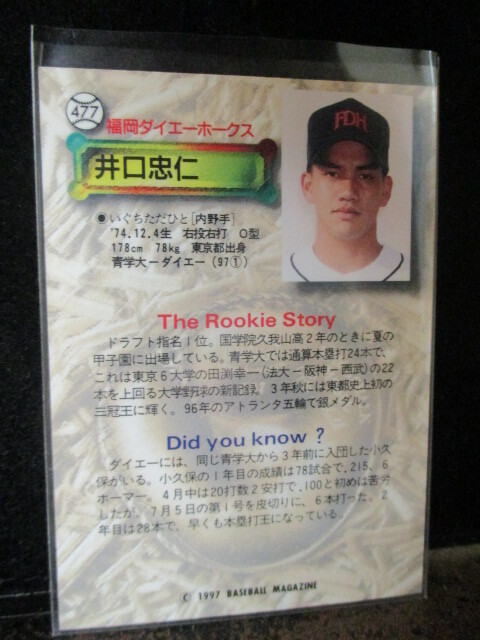 477
福岡ダイエーホークス
FDH
井口忠仁
●いぐちただひと[内野手]
'74.12.4生 右投右打 O型
178cm 78kg 東京都出身
青学大ーダイエー(97①)
The Rookie Story
ドラフト指名1位。国学院久我山高2年のときに夏の
甲子園に出場している。青学大では通算本塁打24本で、
これは東京6大学の田渕幸一(法大ー阪神ー西武)の22
本を上回る大学野球の新記録。3年秋には東都史上初の
三冠王に輝く。96年のアトランタ五輪で銀メダル。
Did you know ?
ダイエーには、同じ青学大から3年前に入団した小久
保がいる。小久保の1年目の成績は78試合で.215、6
ホーマー。4月中は20打数2安打で.100と初めは苦労
したが、7月5日の第1号を皮切りに、6本打った。2
年目は28本で、早くも本塁打王になっている。
C 1997 BASEBALL MAGAZINE